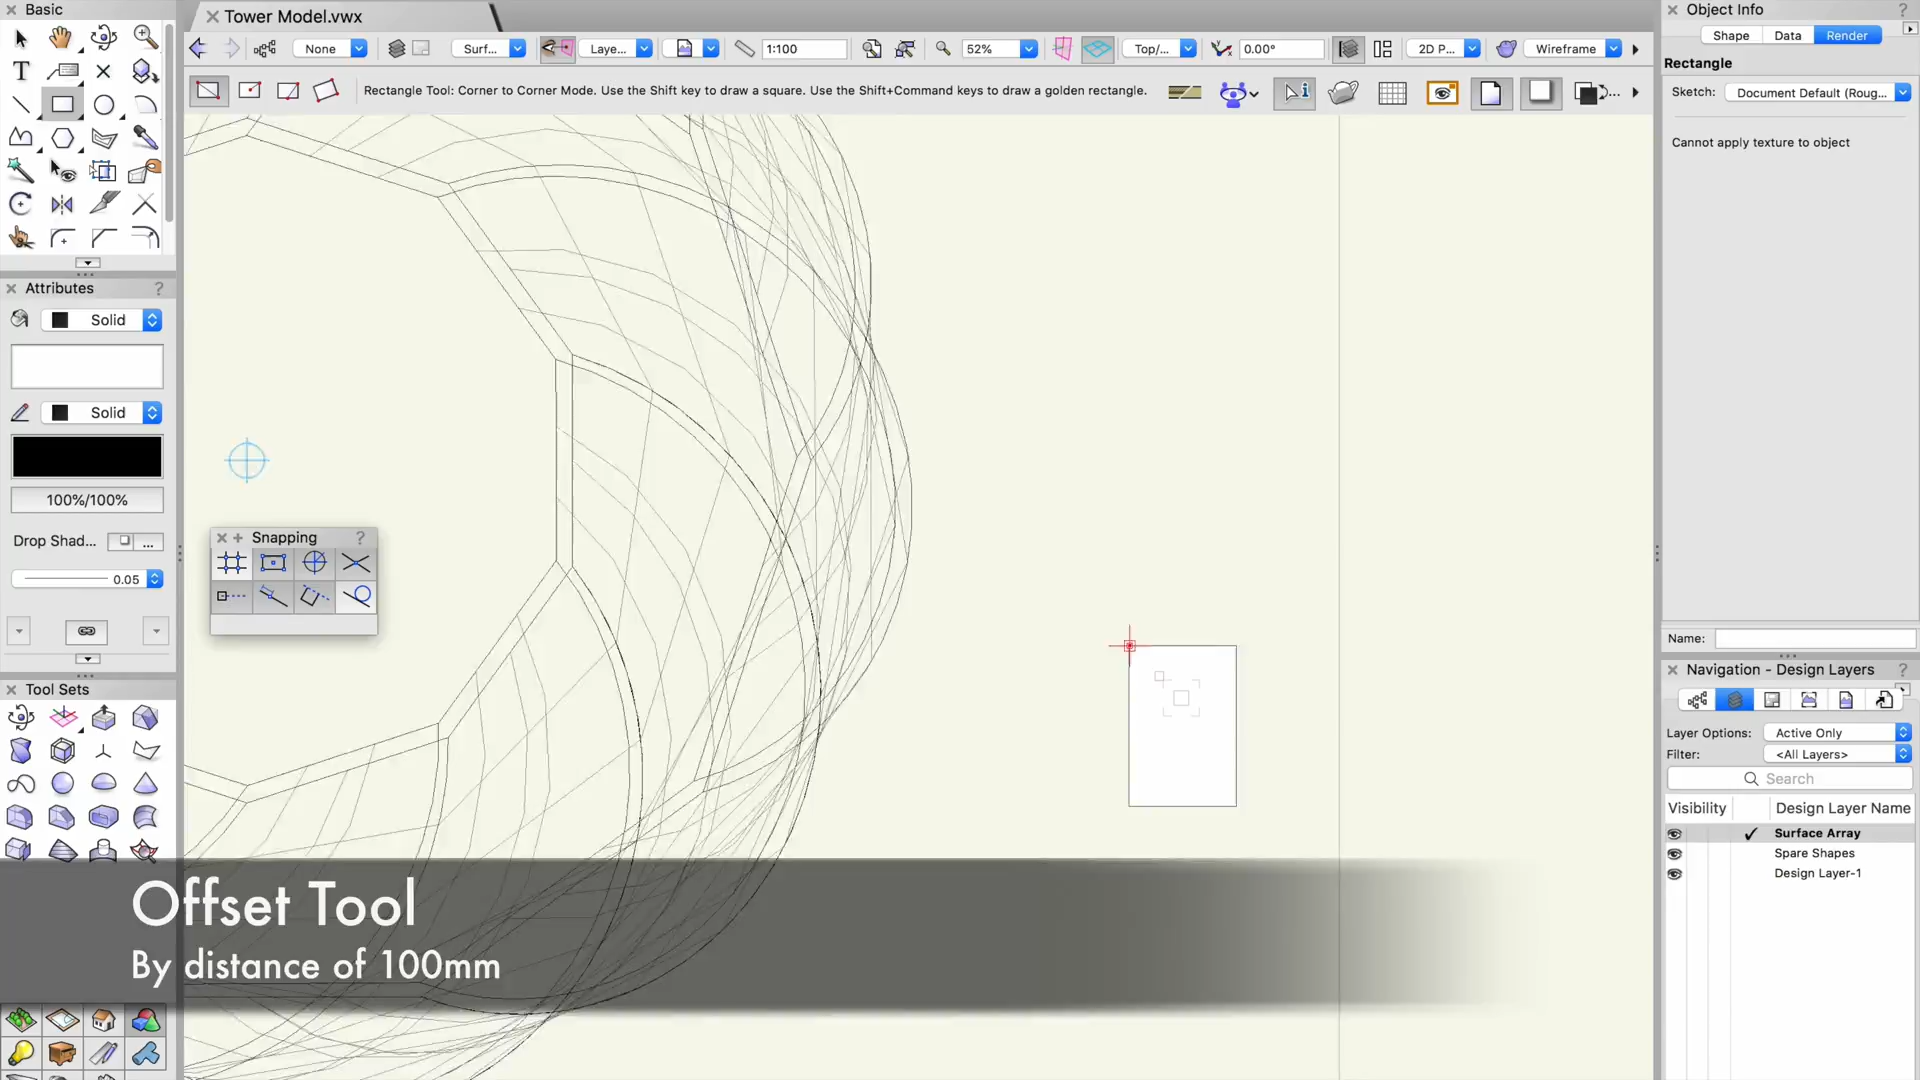 Basic
Tower Model.vwx
Object Info
None
Surf...
Laye...
1:100
52%
Top/...
0.00°
2D P...
Wireframe
Shape
Data
Render
Rectangle Tool: Corner to Corner Mode. Use the Shift key to draw a square. Use the Shift+Command keys to draw a golden rectangle.
Rectangle
Sketch:
Document Default (Roug...
Cannot apply texture to object
Attributes
Solid
Solid
100%/100%
Drop Shad...
...
0.05
Snapping
Tool Sets
Name:
Navigation - Design Layers
Layer Options:
Active Only
Filter:
<All Layers>
Search
Visibility
Design Layer Name
Surface Array
Spare Shapes
Design Layer-1
Offset Tool
By distance of 100mm